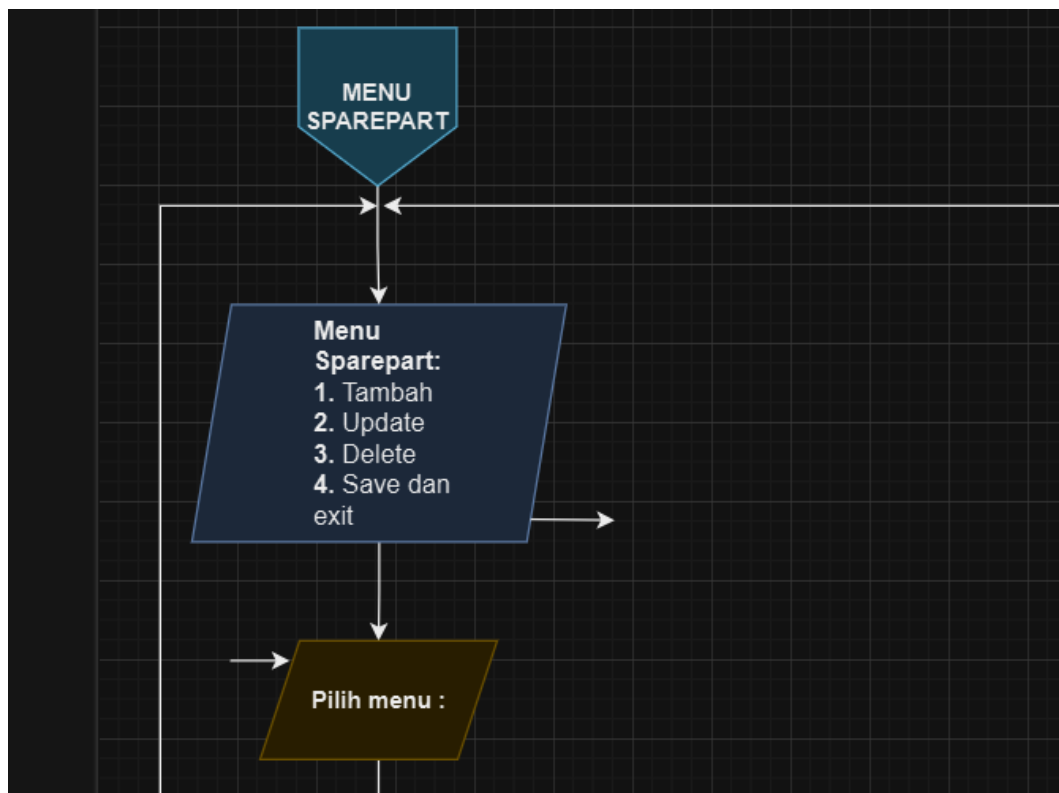 MENU
SPAREPART
Menu
Sparepart:
1. Tambah
2. Update
3. Delete
4. Save dan
exit
Pilih menu :